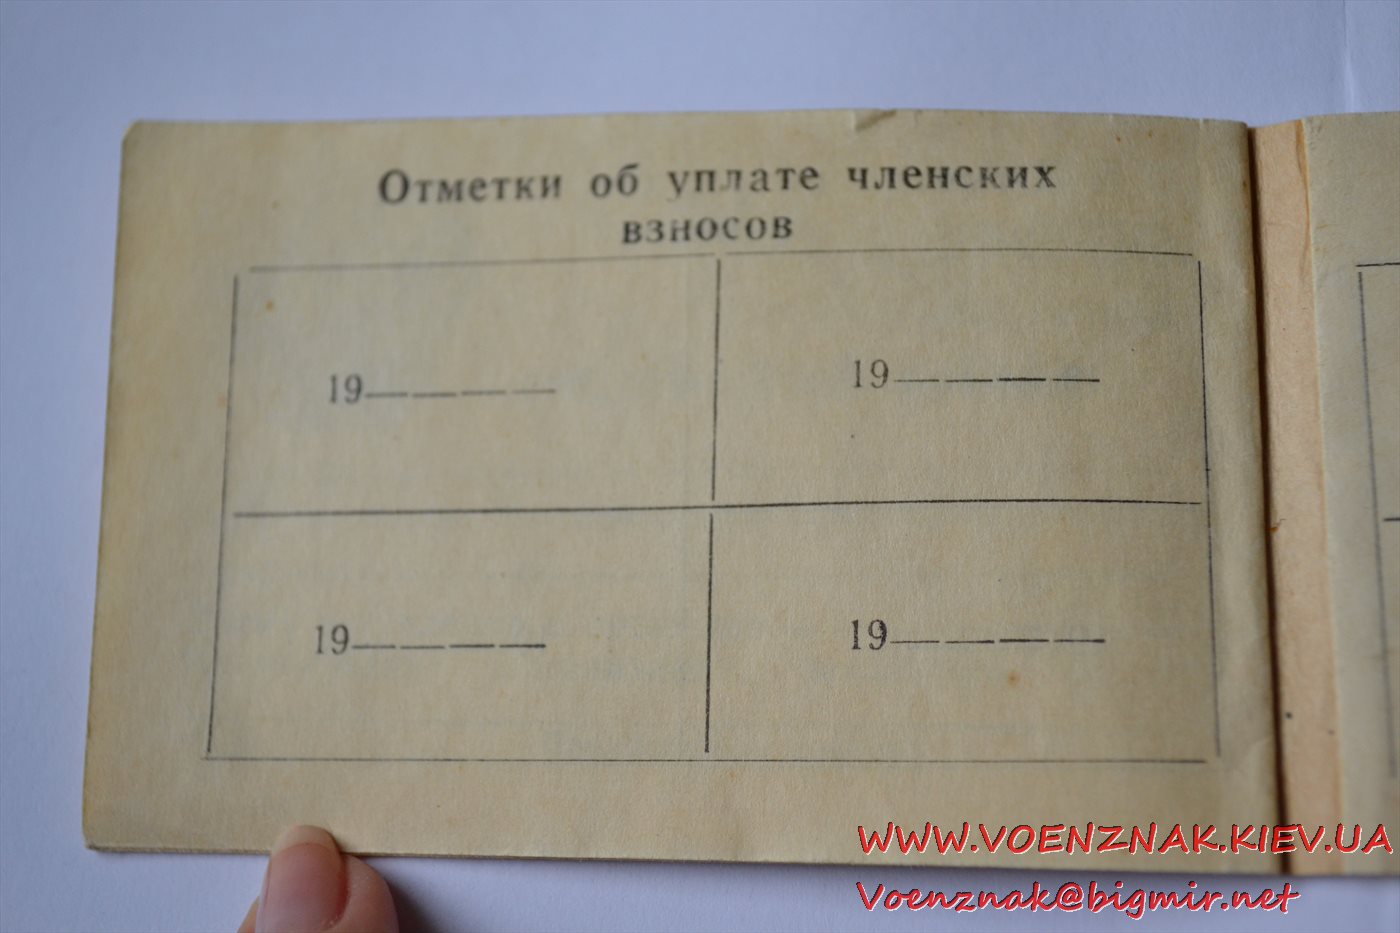 Отметки об уплате членских
взносов
19— — — — 19— — — —
19— — — — 19— — — —
WWW.VOENZNAK.KIEV.UA
Voenznak@bigmir.net